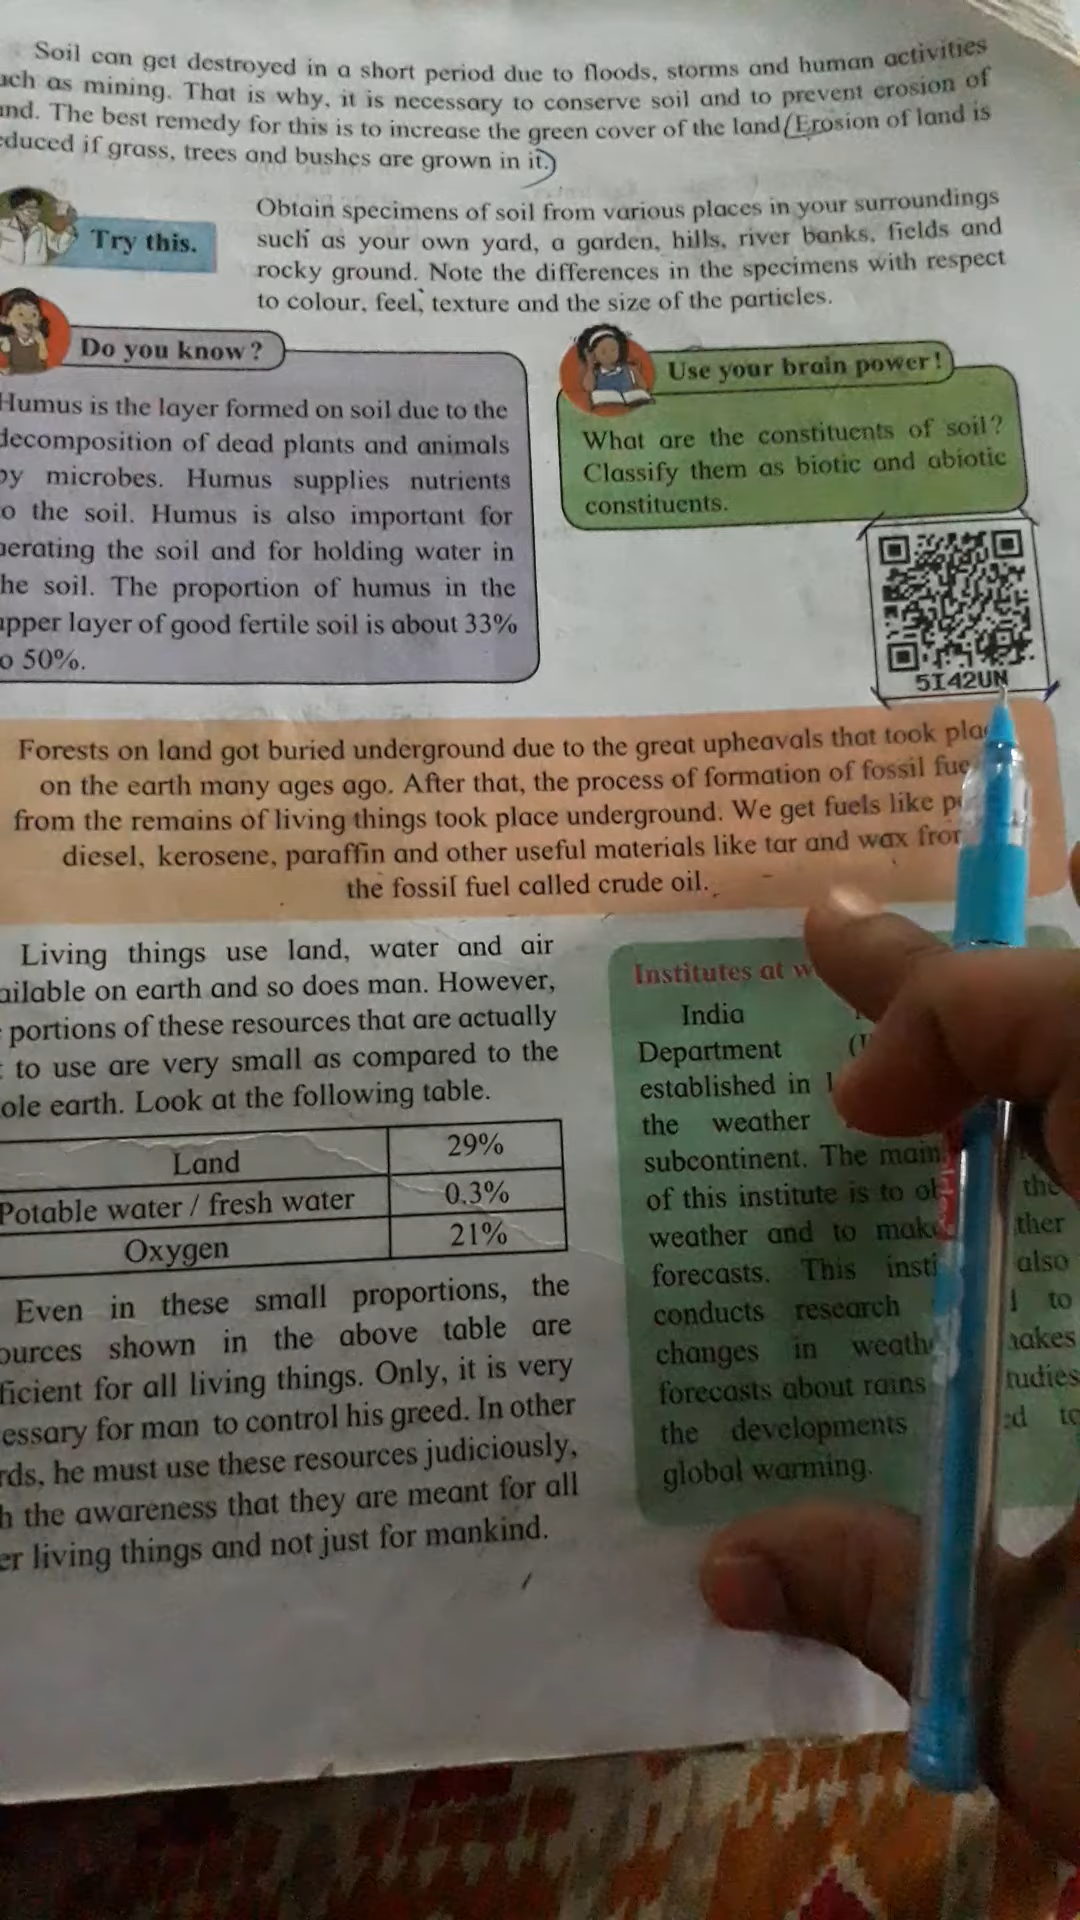 Soil can get destroyed in a short period due to floods, storms and human activities
uch as mining. That is why, it is necessary to conserve soil and to prevent erosion of
nd. The best remedy for this is to increase the green cover of the land (Erosion of land is
educed if grass, trees and bushes are grown in it.)
Try this.
Obtain specimens of soil from various places in your surroundings
such as your own yard, a garden, hills, river banks, fields and
rocky ground. Note the differences in the specimens with respect
to colour, feel, texture and the size of the particles.
Do you know?
Humus is the layer formed on soil due to the
decomposition of dead plants and animals
by microbes. Humus supplies nutrients
o the soil. Humus is also important for
aerating the soil and for holding water in
he soil. The proportion of humus in the
upper layer of good fertile soil is about 33%
o 50%.
Use your brain power!
What are the constituents of soil?
Classify them as biotic and abiotic
constituents.
5I42UN
Forests on land got buried underground due to the great upheavals that took plac
on the earth many ages ago. After that, the process of formation of fossil fue
from the remains of living things took place underground. We get fuels like p
diesel, kerosene, paraffin and other useful materials like tar and wax fror
the fossil fuel called crude oil.
Living things use land, water and air
ailable on earth and so does man. However,
portions of these resources that are actually
to use are very small as compared to the
ole earth. Look at the following table.
Land 29%
Potable water / fresh water 0.3%
Oxygen 21%
Even in these small proportions, the
ources shown in the above table are
ficient for all living things. Only, it is very
essary for man to control his greed. In other
rds, he must use these resources judiciously,
h the awareness that they are meant for all
er living things and not just for mankind.
Institutes at w
India
Department
established in 1
the weather
subcontinent. The main
of this institute is to ob the
weather and to make ther
forecasts. This insti also
conducts research to
changes in weath makes
forecasts about rains tudies
the developments ed to
global warming.